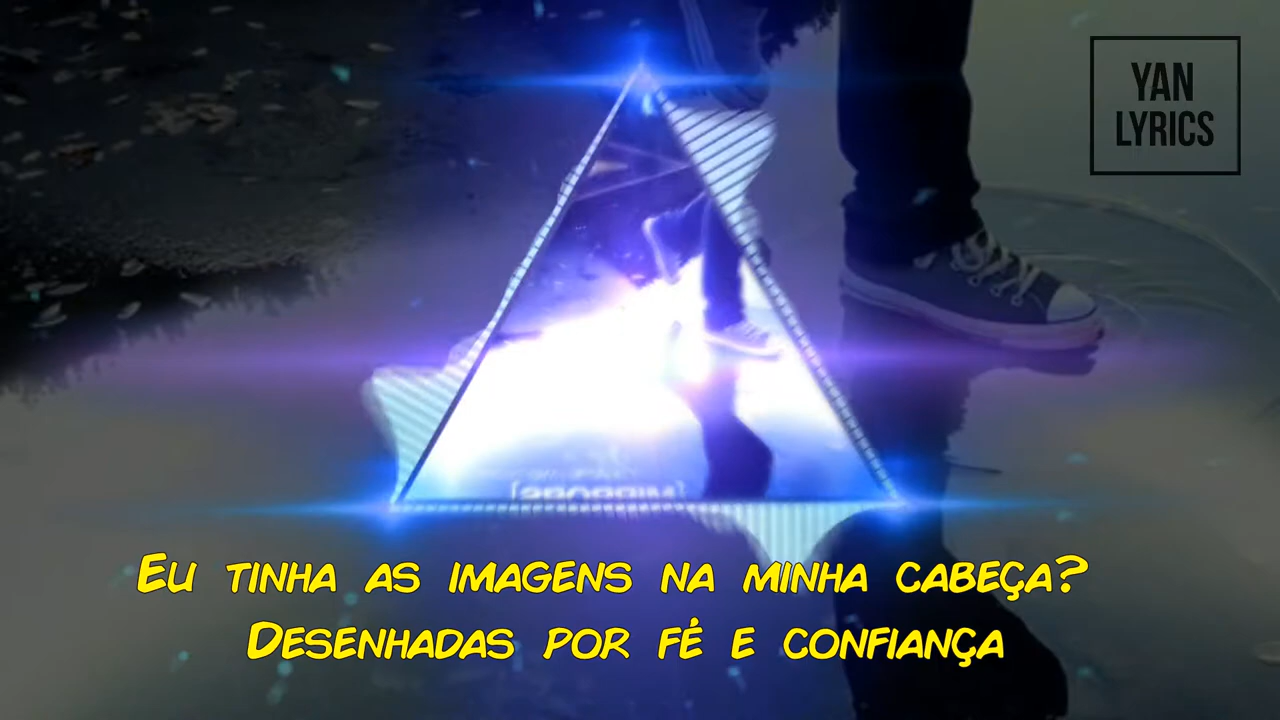 YAN
LYRICS
Eu tinha as imagens na minha cabeça?
Desenhadas por fé e confiança